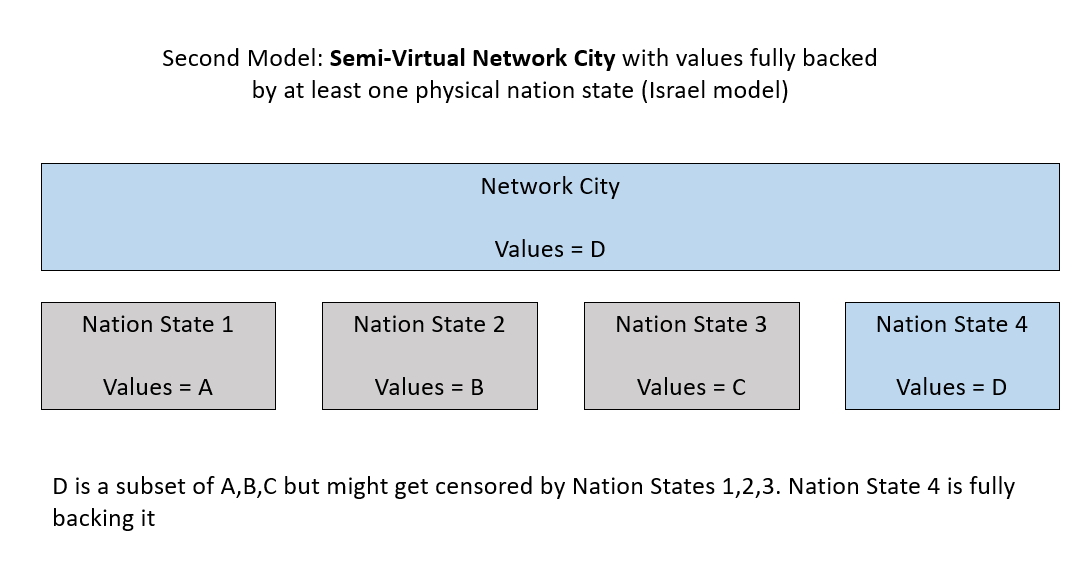 Second Model: Semi-Virtual Network City with values fully backed
by at least one physical nation state (Israel model)
Network City
Values = D
Nation State 1
Values = A
Nation State 2
Values = B
Nation State 3
Values = C
Nation State 4
Values = D
D is a subset of A,B,C but might get censored by Nation States 1,2,3. Nation State 4 is fully
backing it